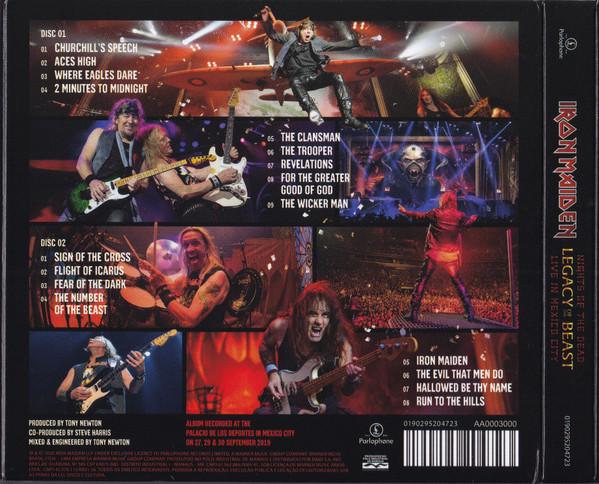 DISC 01
01 CHURCHILL'S SPEECH
02 ACES HIGH
03 WHERE EAGLES DARE
04 2 MINUTES TO MIDNIGHT
05 THE CLANSMAN
06 THE TROOPER
07 REVELATIONS
08 FOR THE GREATER
GOOD OF GOD
09 THE WICKER MAN
DISC 02
01 SIGN OF THE CROSS
02 FLIGHT OF ICARUS
03 FEAR OF THE DARK
04 THE NUMBER
OF THE BEAST
05 IRON MAIDEN
06 THE EVIL THAT MEN DO
07 HALLOWED BE THY NAME
08 RUN TO THE HILLS
PRODUCED BY TONY NEWTON
CO-PRODUCED BY STEVE HARRIS
MIXED & ENGINEERED BY TONY NEWTON
ALBUM RECORDED AT THE
PALACIO DE LOS DEPORTES IN MEXICO CITY
ON 27, 29 & 30 SEPTEMBER 2019
Parlophone
0190295204723
AA0003000
Parlophone
IRON MAIDEN
NIGHTS OF THE DEAD
LEGACY OF THE BEAST
LIVE IN MEXICO CITY
0190295204723